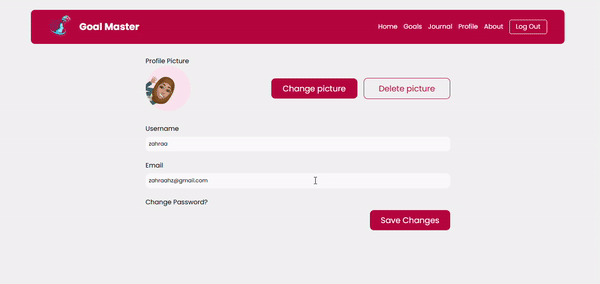 Goal Master
Home Goals Journal Profile About Log Out
Profile Picture
Change picture Delete picture
Username
zahraa
Email
zahraahz@gmail.com
Change Password?
Save Changes